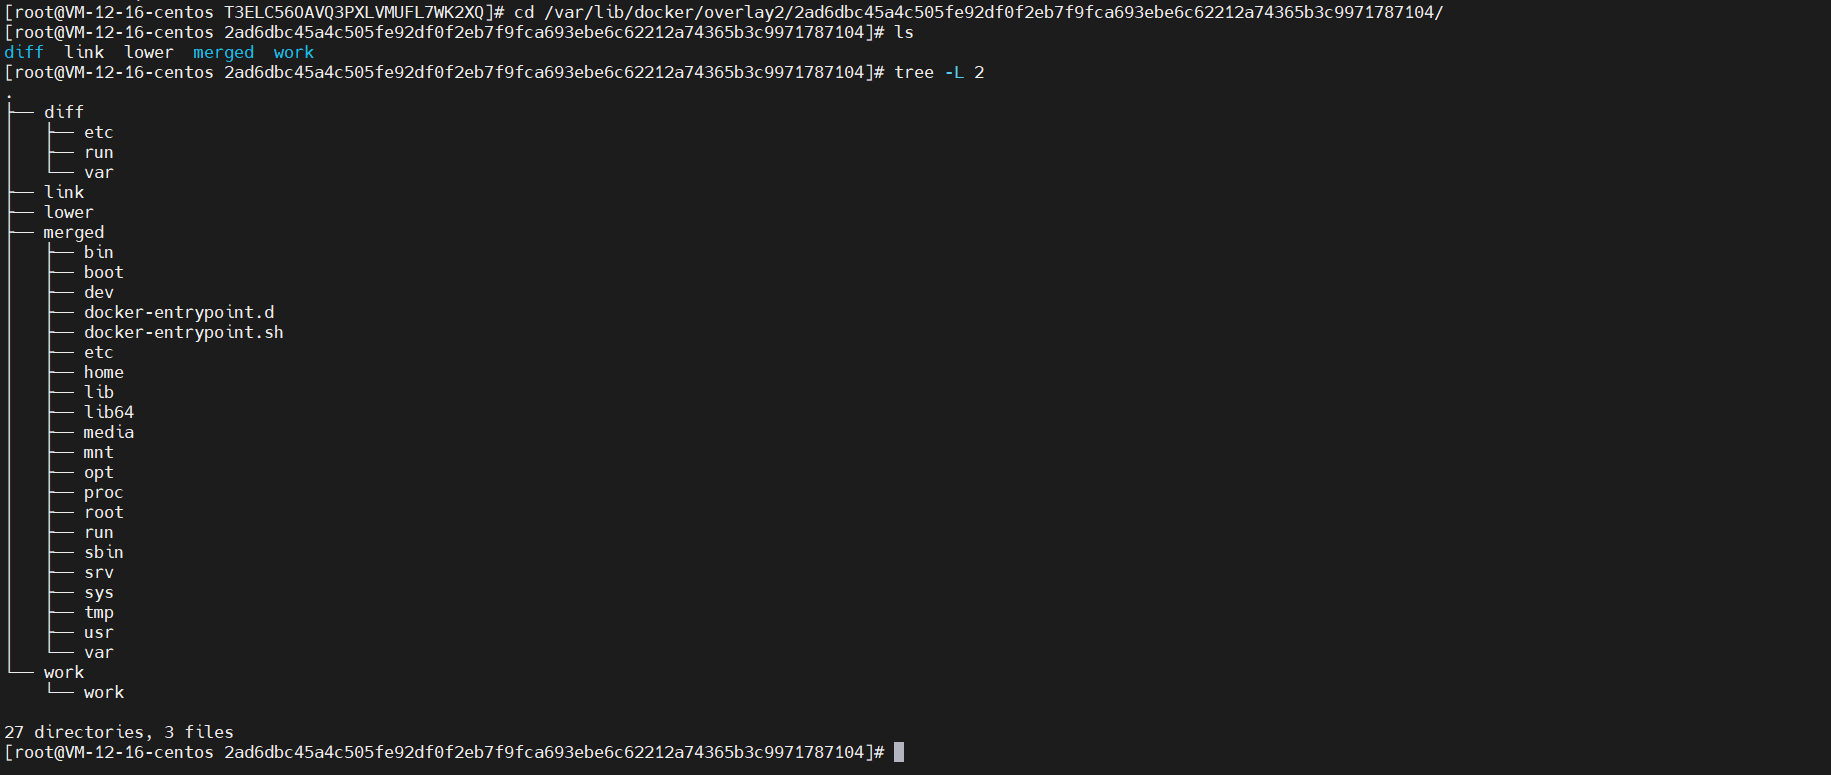 [root@VM-12-16-centos T3ELC56OAVQ3PXLVMUFL7WK2XQ]# cd /var/lib/docker/overlay2/2ad6dbc45a4c505fe92df0f2eb7f9fca693ebe6c62212a74365b3c9971787104/
[root@VM-12-16-centos 2ad6dbc45a4c505fe92df0f2eb7f9fca693ebe6c62212a74365b3c9971787104]# ls
diff  link  lower  merged  work
[root@VM-12-16-centos 2ad6dbc45a4c505fe92df0f2eb7f9fca693ebe6c62212a74365b3c9971787104]# tree -L 2
.
├── diff
│   ├── etc
│   ├── run
│   └── var
├── link
├── lower
├── merged
│   ├── bin
│   ├── boot
│   ├── dev
│   ├── docker-entrypoint.d
│   ├── docker-entrypoint.sh
│   ├── etc
│   ├── home
│   ├── lib
│   ├── lib64
│   ├── media
│   ├── mnt
│   ├── opt
│   ├── proc
│   ├── root
│   ├── run
│   ├── sbin
│   ├── srv
│   ├── sys
│   ├── tmp
│   ├── usr
│   └── var
└── work
    └── work
27 directories, 3 files
[root@VM-12-16-centos 2ad6dbc45a4c505fe92df0f2eb7f9fca693ebe6c62212a74365b3c9971787104]#